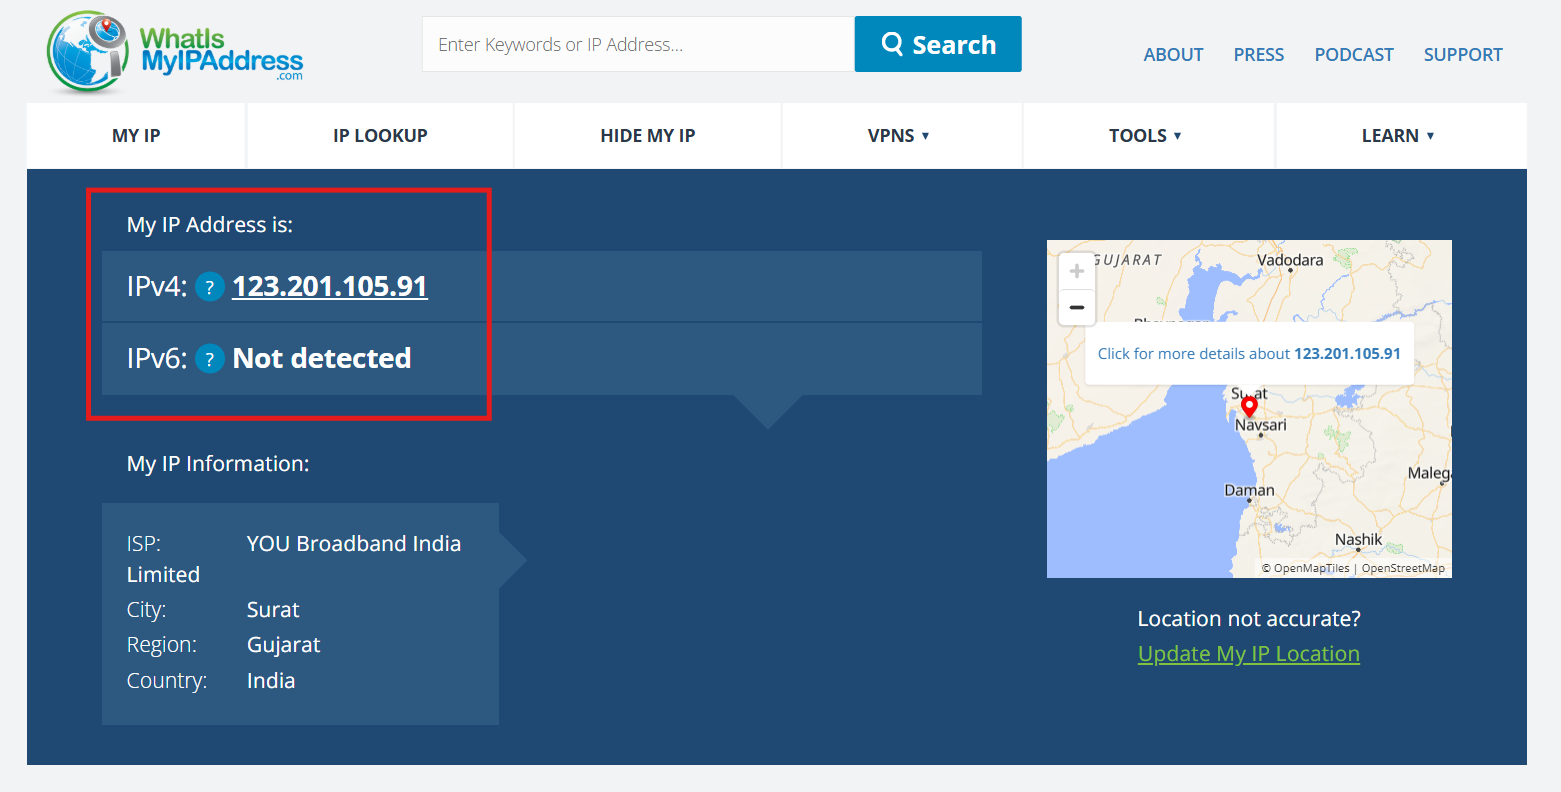 WhatIs
MyIPAddress
.com
Enter Keywords or IP Address...
Search
ABOUT
PRESS
PODCAST
SUPPORT
MY IP
IP LOOKUP
HIDE MY IP
VPNS
TOOLS
LEARN
My IP Address is:
IPv4: ? 123.201.105.91
IPv6: ? Not detected
My IP Information:
ISP: YOU Broadband India
Limited
City: Surat
Region: Gujarat
Country: India
GUJARAT
Vadodara
+
−
Click for more details about 123.201.105.91
Navsari
Daman
Maleg
Nashik
© OpenMapTiles | OpenStreetMap
Location not accurate?
Update My IP Location